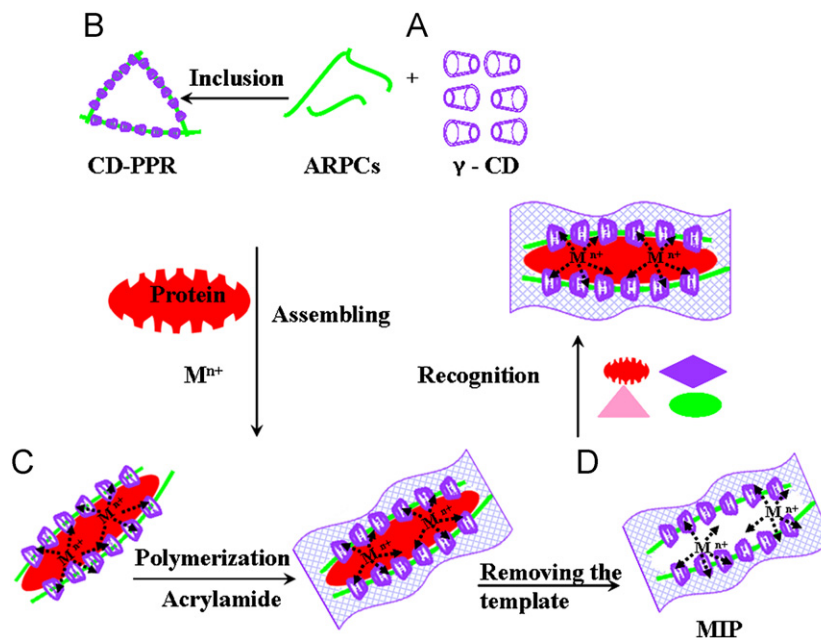 B
A
Inclusion
+
CD-PPR
ARPCs
γ - CD
M n+
M n+
Protein
Assembling
Mn+
Recognition
C
D
M n+
M n+
M n+
M n+
M n+
M n+
Polymerization
Acrylamide
Removing the
template
MIP